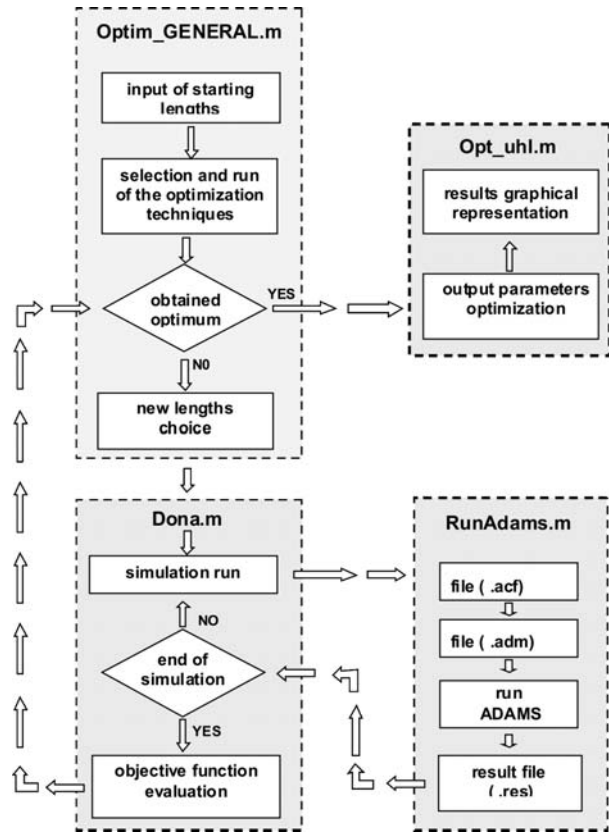 Optim_GENERAL.m
input of starting
lengths
selection and run
of the optimization
techniques
obtained
optimum
YES
N0
new lengths
choice
Opt_uhl.m
results graphical
representation
output parameters
optimization
Dona.m
simulation run
NO
end of
simulation
YES
objective function
evaluation
RunAdams.m
file ( .acf)
file ( .adm)
run
ADAMS
result file
( .res)